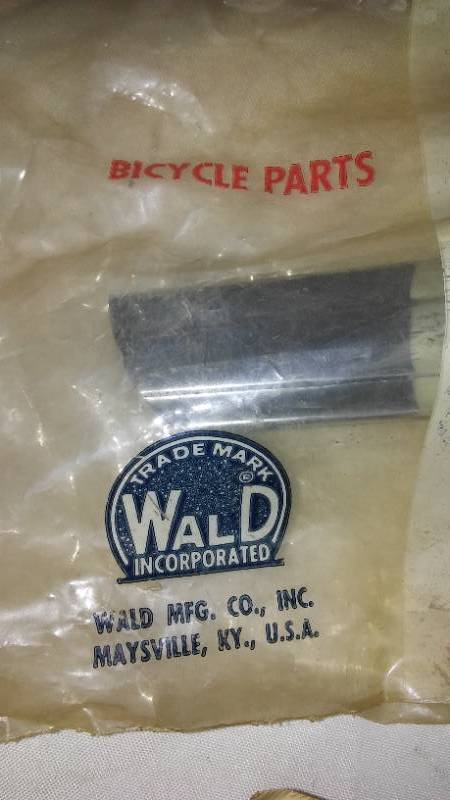 BICYCLE PARTS
TRADE MARK
©
WALD
INCORPORATED
WALD MFG. CO., INC.
MAYSVILLE, KY., U.S.A.